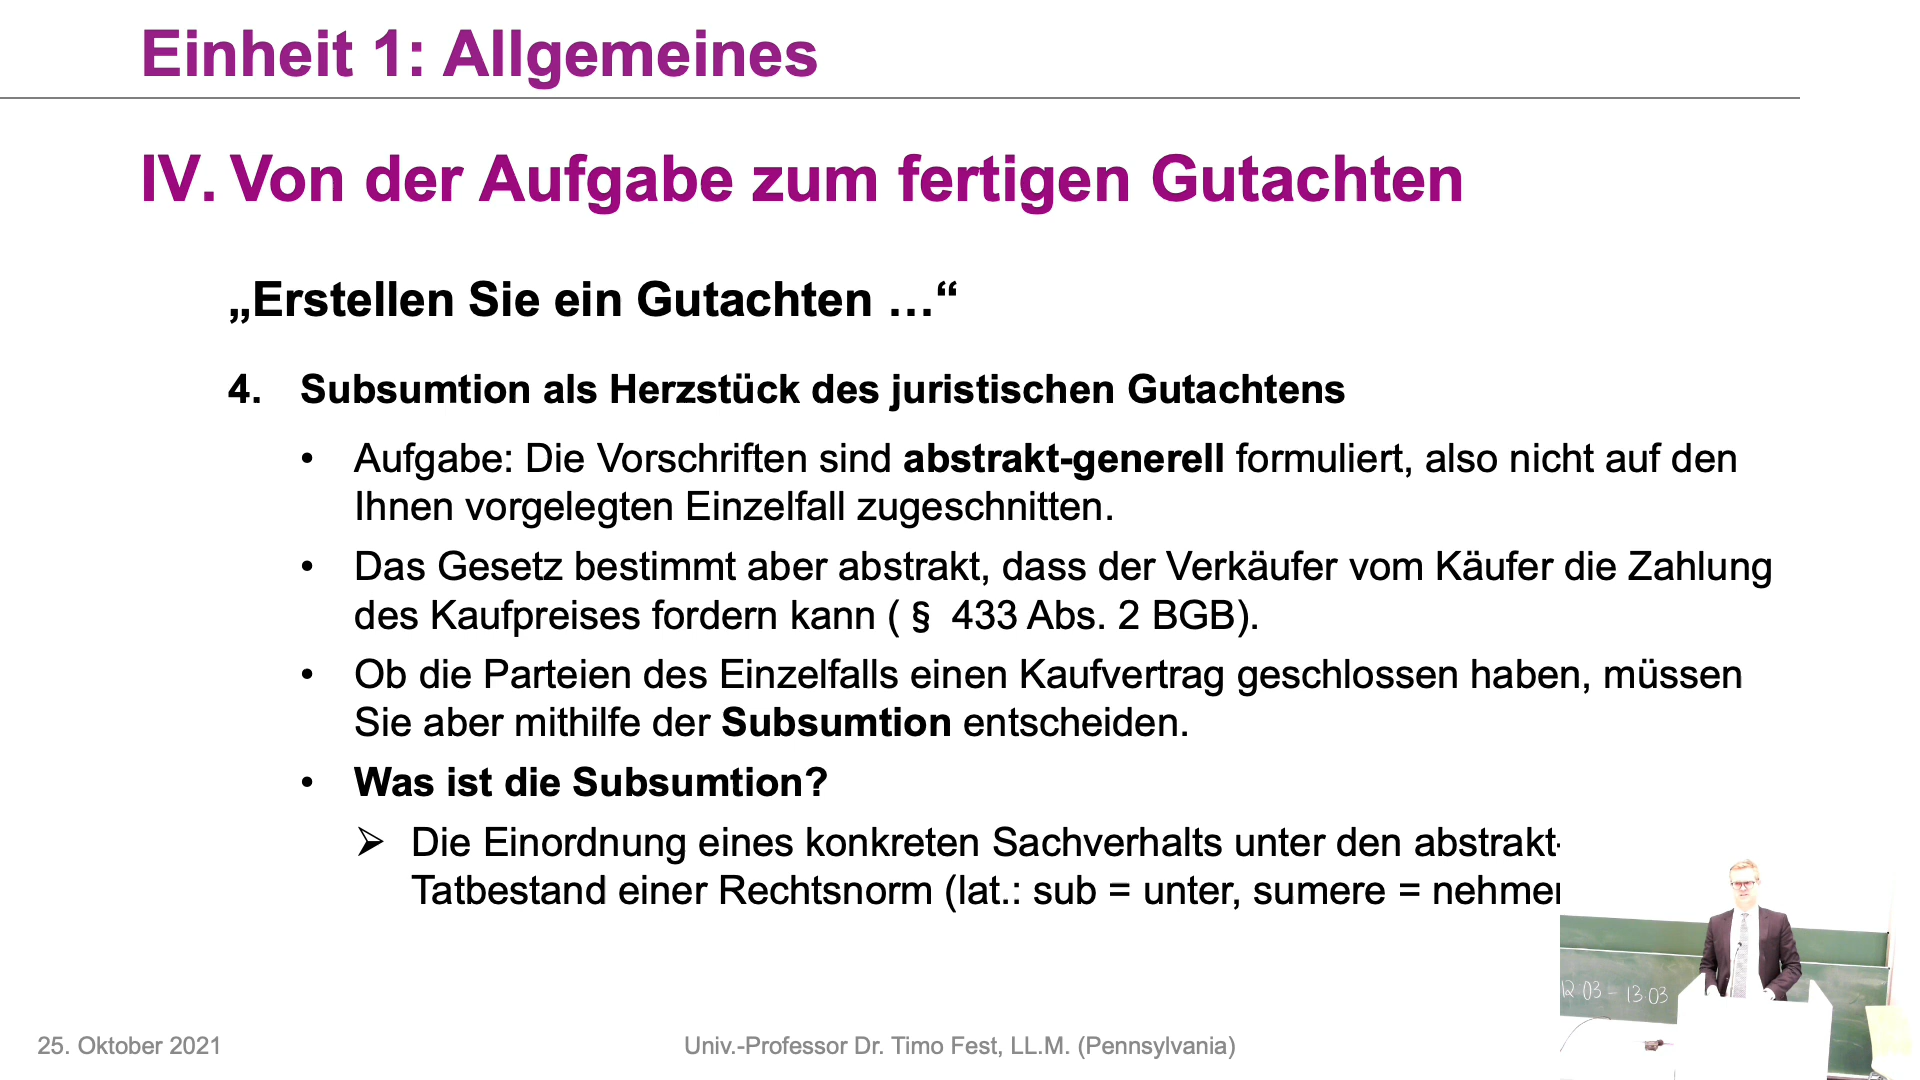 Einheit 1: Allgemeines
IV. Von der Aufgabe zum fertigen Gutachten
„Erstellen Sie ein Gutachten …“
4. Subsumtion als Herzstück des juristischen Gutachtens
• Aufgabe: Die Vorschriften sind abstrakt-generell formuliert, also nicht auf den
Ihnen vorgelegten Einzelfall zugeschnitten.
• Das Gesetz bestimmt aber abstrakt, dass der Verkäufer vom Käufer die Zahlung
des Kaufpreises fordern kann ( § 433 Abs. 2 BGB).
• Ob die Parteien des Einzelfalls einen Kaufvertrag geschlossen haben, müssen
Sie aber mithilfe der Subsumtion entscheiden.
• Was ist die Subsumtion?
➢ Die Einordnung eines konkreten Sachverhalts unter den abstrakt-
Tatbestand einer Rechtsnorm (lat.: sub = unter, sumere =
12:03 – 13:03
25. Oktober 2021
Univ.-Professor Dr. Timo Fest, LL.M. (Pennsylvania)